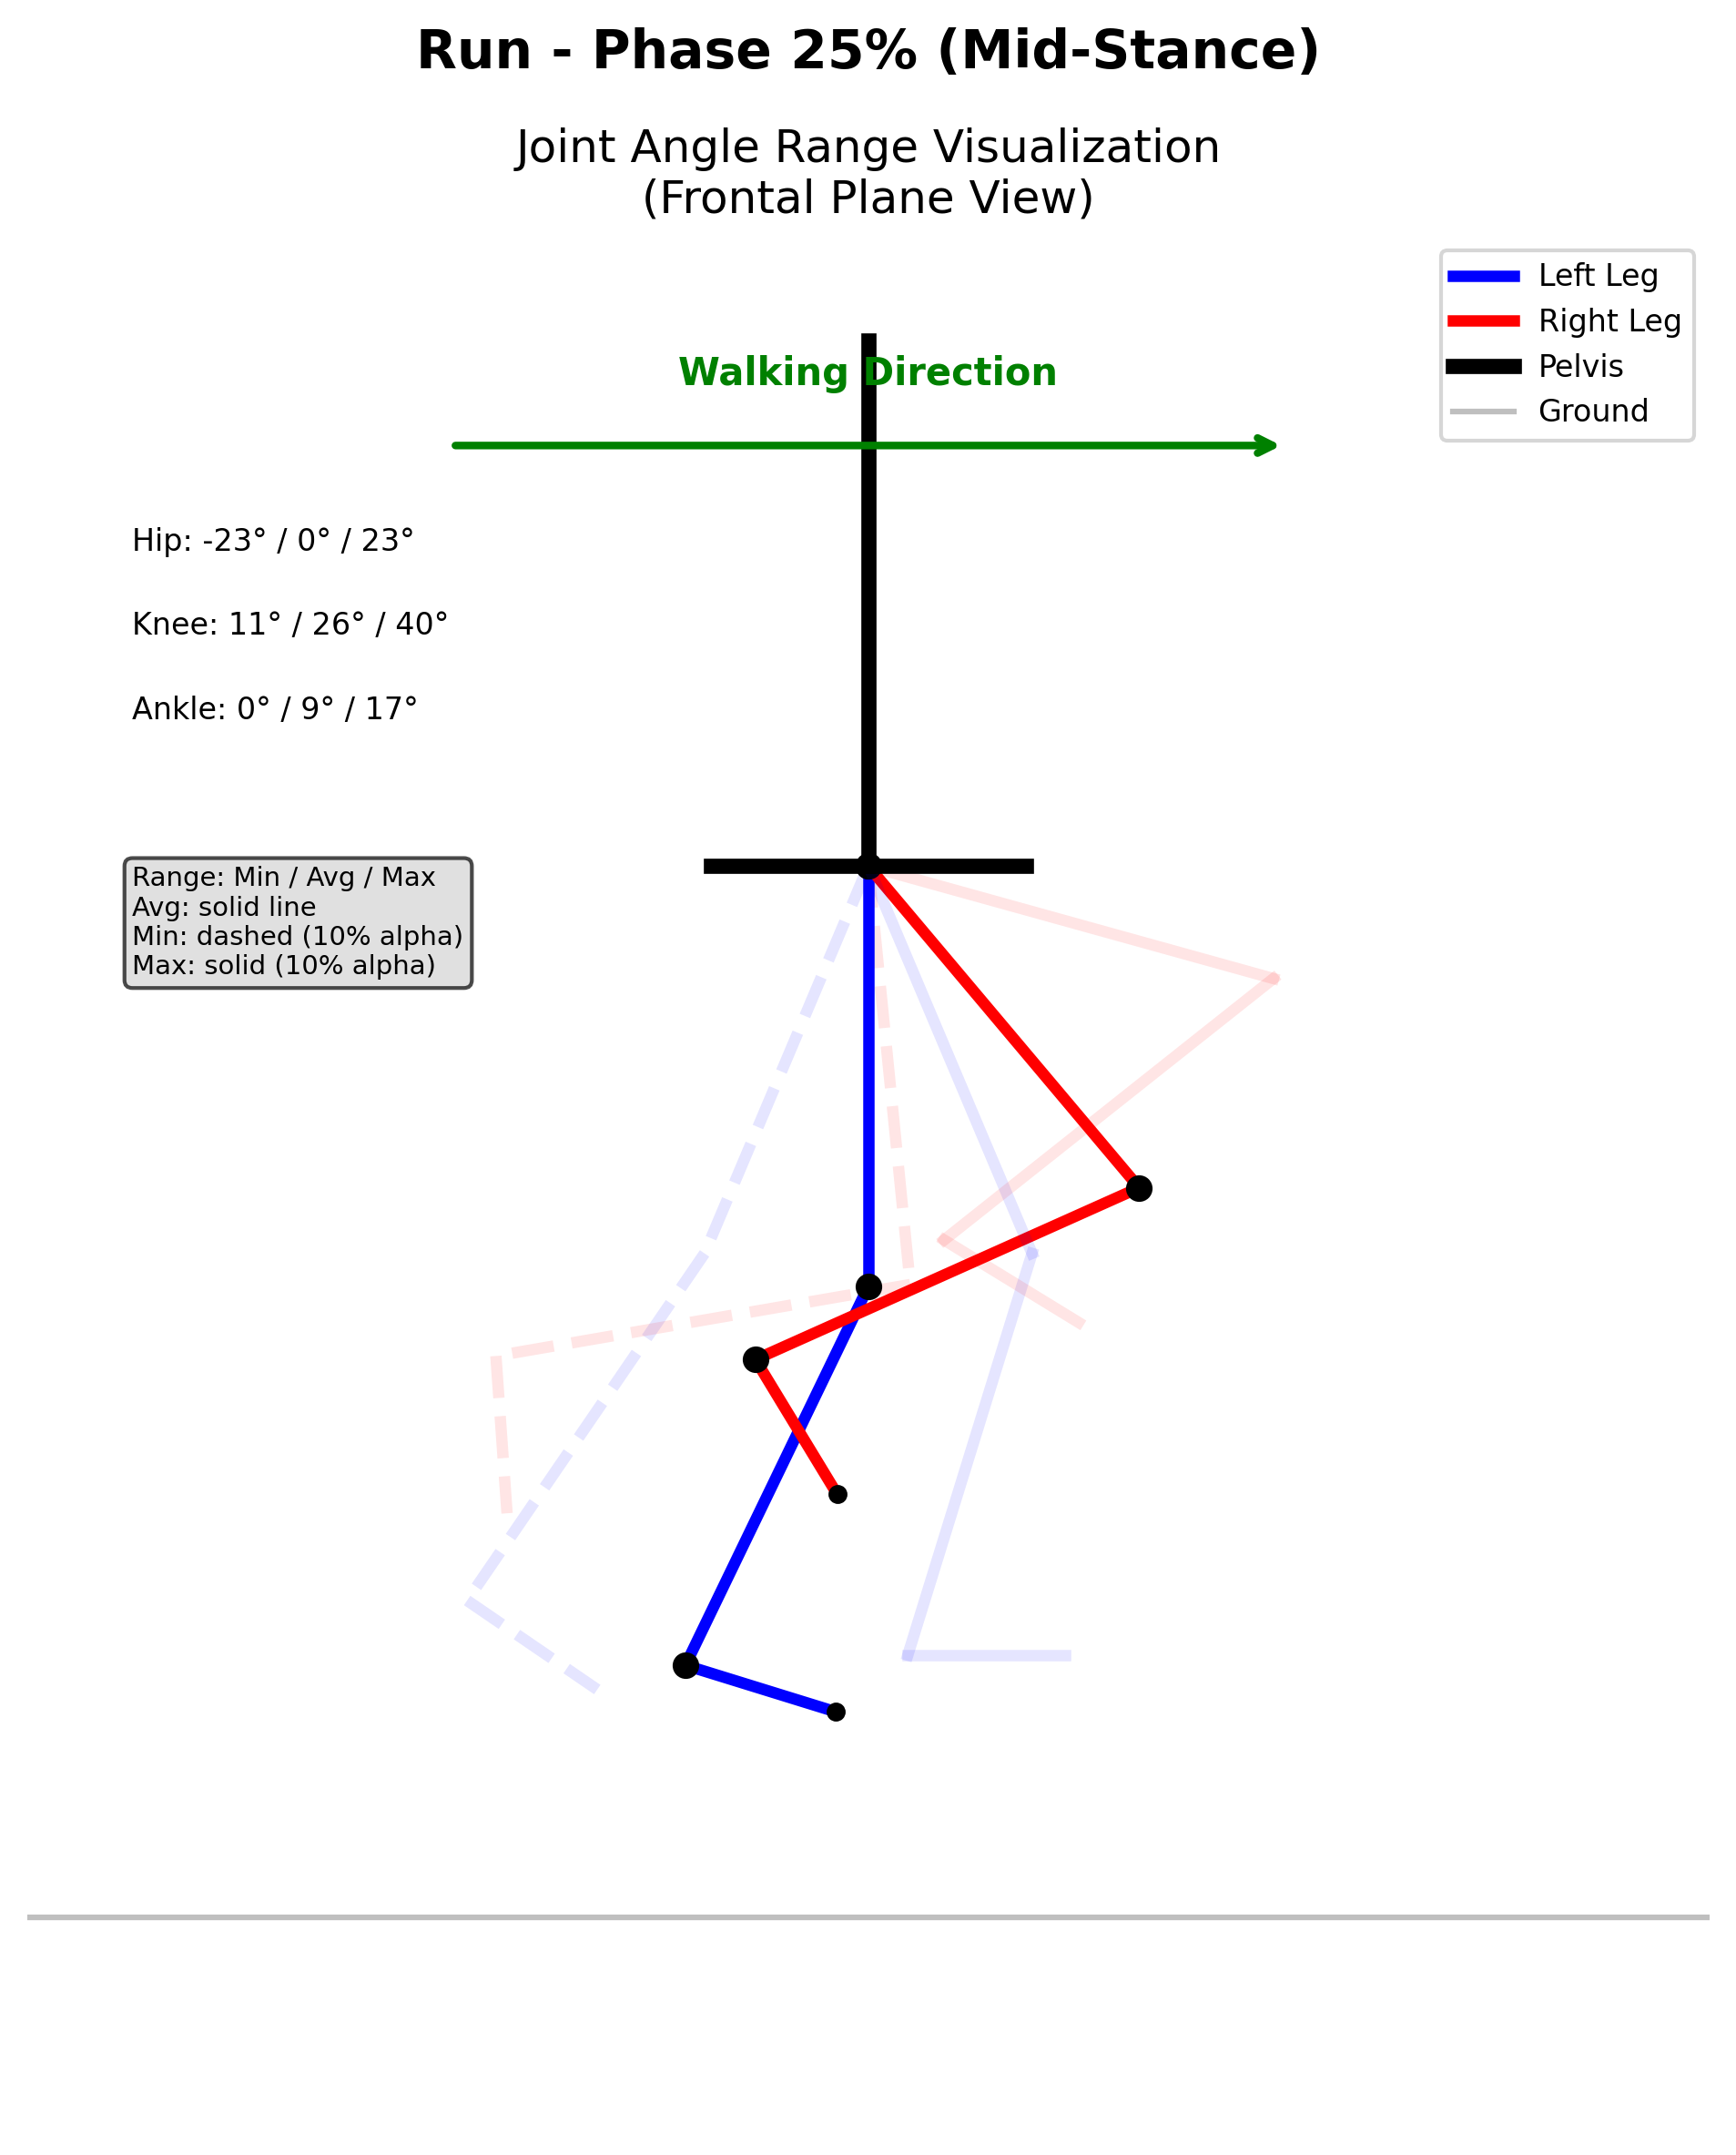 Run - Phase 25% (Mid-Stance)
Joint Angle Range Visualization
(Frontal Plane View)
Left Leg
Right Leg
Pelvis
Ground
Walking Direction
Hip: -23° / 0° / 23°
Knee: 11° / 26° / 40°
Ankle: 0° / 9° / 17°
Range: Min / Avg / Max
Avg: solid line
Min: dashed (10% alpha)
Max: solid (10% alpha)